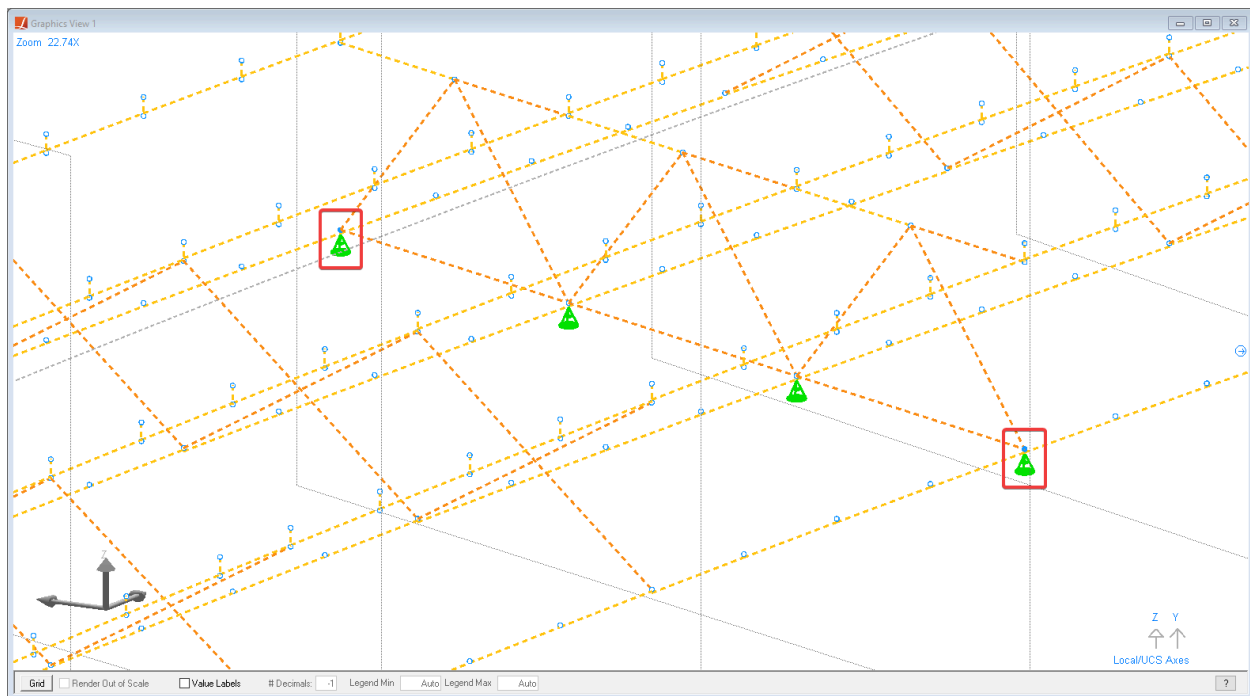 Graphics View 1
Zoom 22.74X
Z
Z Y
Local/UCS Axes
Grid Render Out of Scale Value Labels # Decimals: -1 Legend Min Auto Legend Max Auto ?